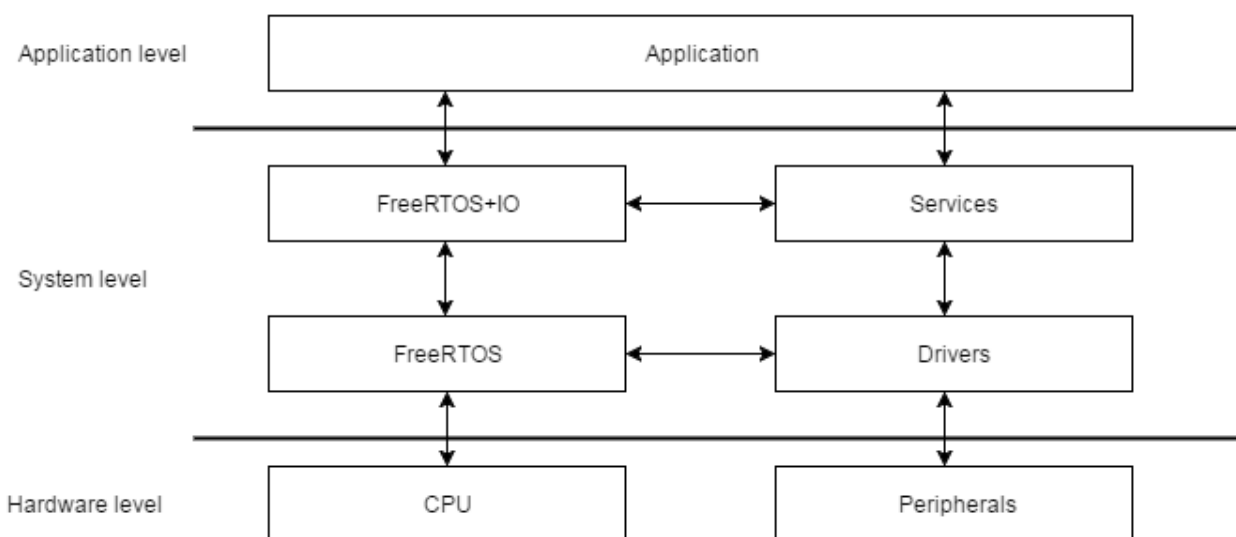 Application level
Application
FreeRTOS+IO
Services
System level
FreeRTOS
Drivers
Hardware level
CPU
Peripherals